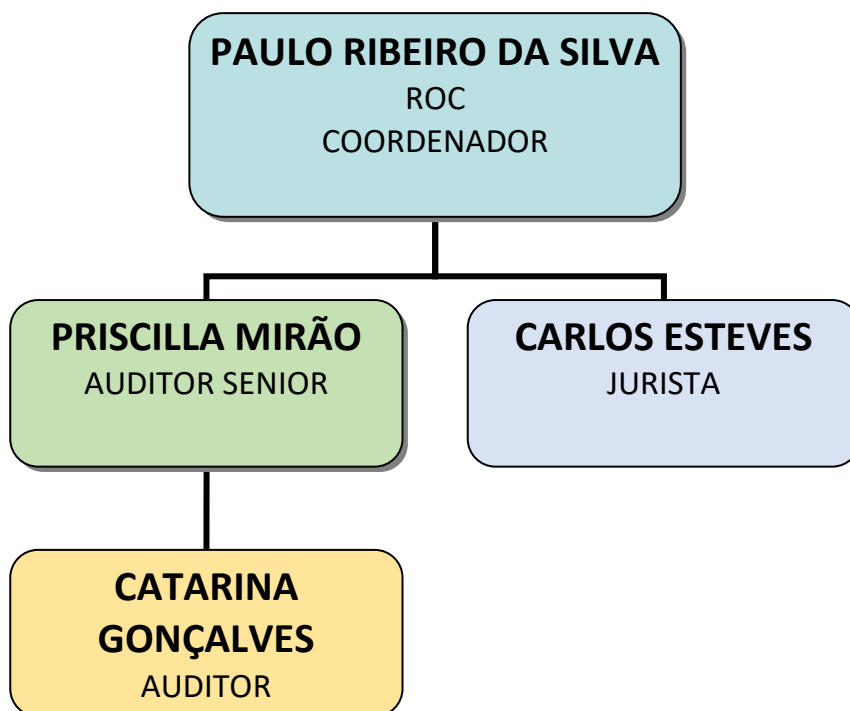 PAULO RIBEIRO DA SILVA
ROC
COORDENADOR
PRISCILLA MIRÃO
AUDITOR SENIOR
CARLOS ESTEVES
JURISTA
CATARINA
GONÇALVES
AUDITOR